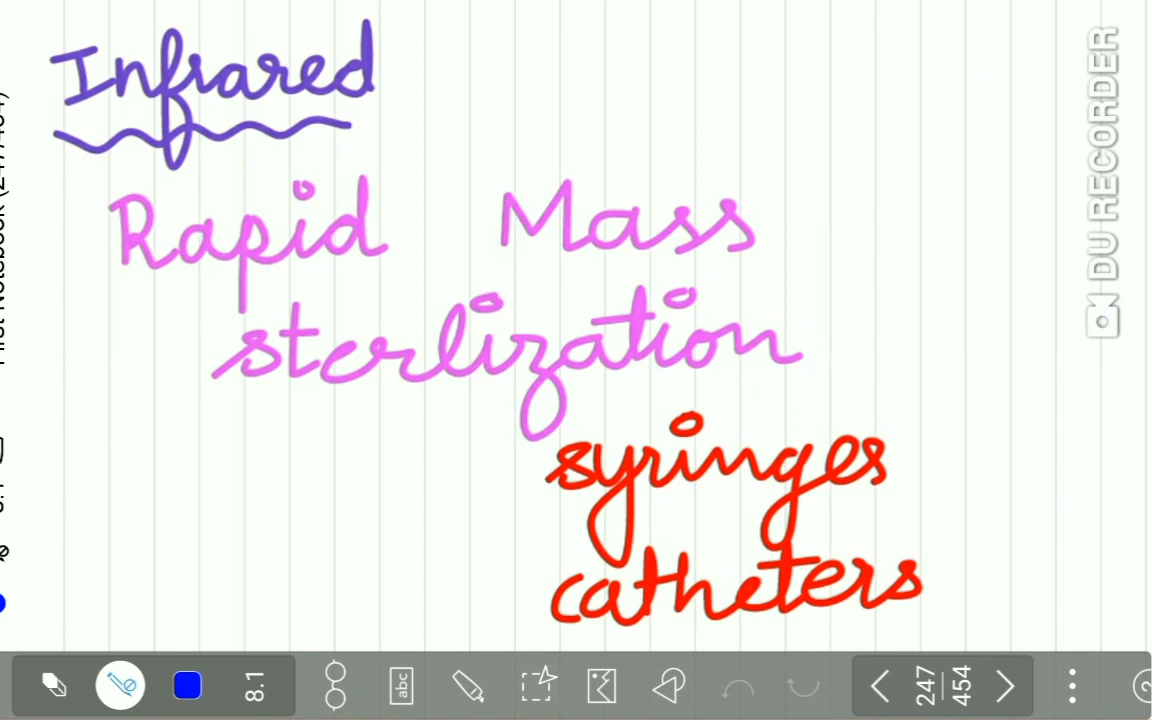 Infrared
Rapid Mass
sterlization
syringes
catheters
DU RECORDER
abc
8.1
247
454